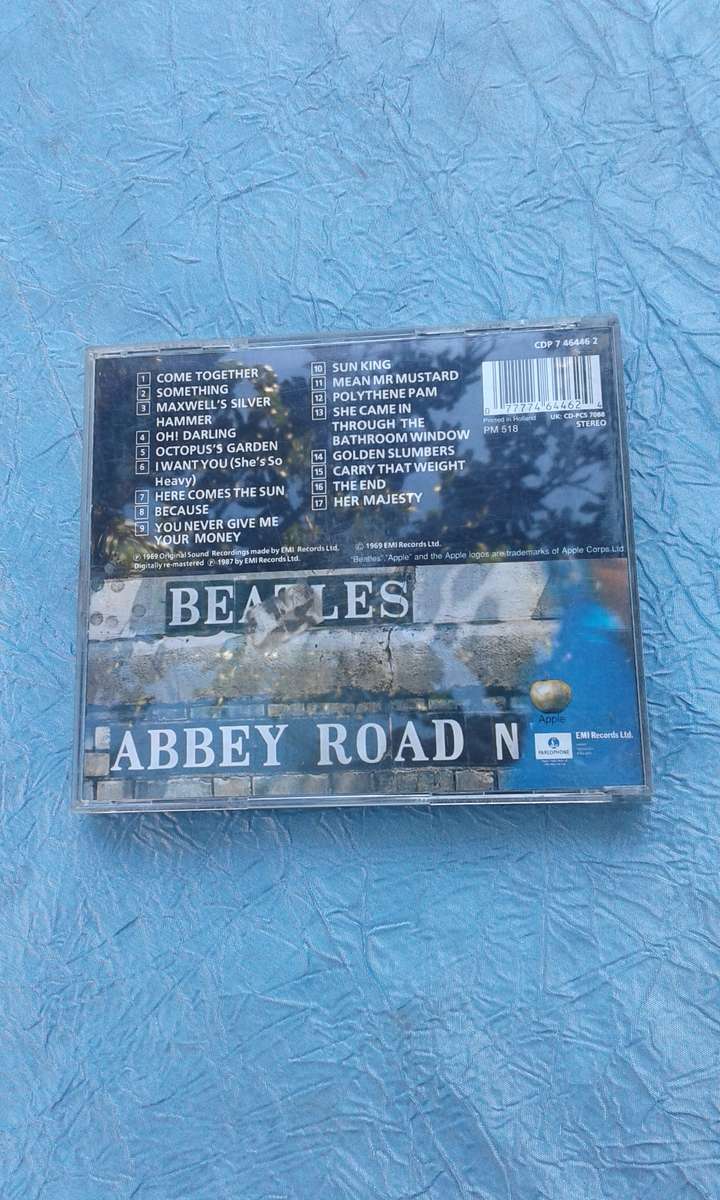 1 COME TOGETHER
2 SOMETHING
3 MAXWELL'S SILVER
HAMMER
4 OH! DARLING
5 OCTOPUS'S GARDEN
6 I WANT YOU (She's So
Heavy)
7 HERE COMES THE SUN
8 BECAUSE
9 YOU NEVER GIVE ME
YOUR MONEY
10 SUN KING
11 MEAN MR MUSTARD
12 POLYTHENE PAM
13 SHE CAME IN
THROUGH THE
BATHROOM WINDOW
14 GOLDEN SLUMBERS
15 CARRY THAT WEIGHT
16 THE END
17 HER MAJESTY
CDP 7 46446 2
0 77774 64462 4
Printed in Holland UK: CD-PCS 7088
PM 518 STEREO
Ⓟ 1969 Original Sound Recordings made by EMI Records Ltd. © 1969 EMI Records Ltd.
Digitally re-mastered Ⓟ 1987 by EMI Records Ltd. "Beatles" "Apple" and the Apple logos are trademarks of Apple Corps. Ltd
BEATLES
ABBEY ROAD N
Apple
PARLOPHONE
EMI Records Ltd.